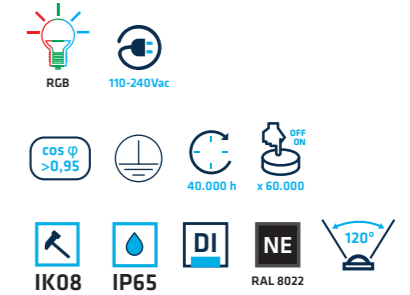 RGB
110-240Vac
cos φ
>0,95
40.000 h
OFF
ON
x 60.000
IK08
IP65
DI
NE
RAL 8022
120°